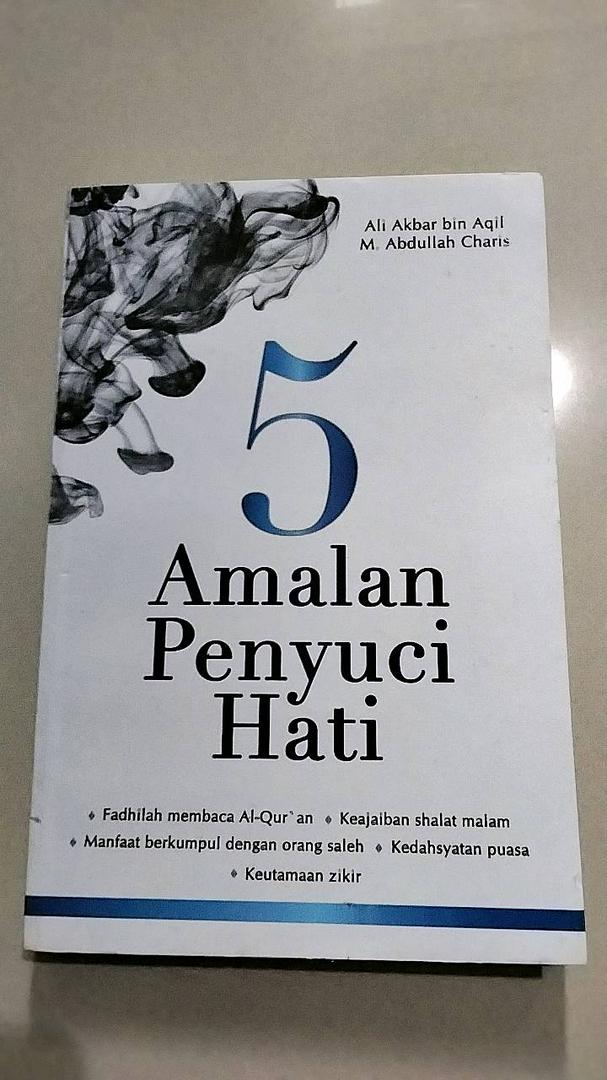 Ali Akbar bin Aqil
M. Abdullah Charis
5
Amalan
Penyuci
Hati
♦ Fadhilah membaca Al-Qur`an ♦ Keajaiban shalat malam
♦ Manfaat berkumpul dengan orang saleh ♦ Kedahsyatan puasa
♦ Keutamaan zikir